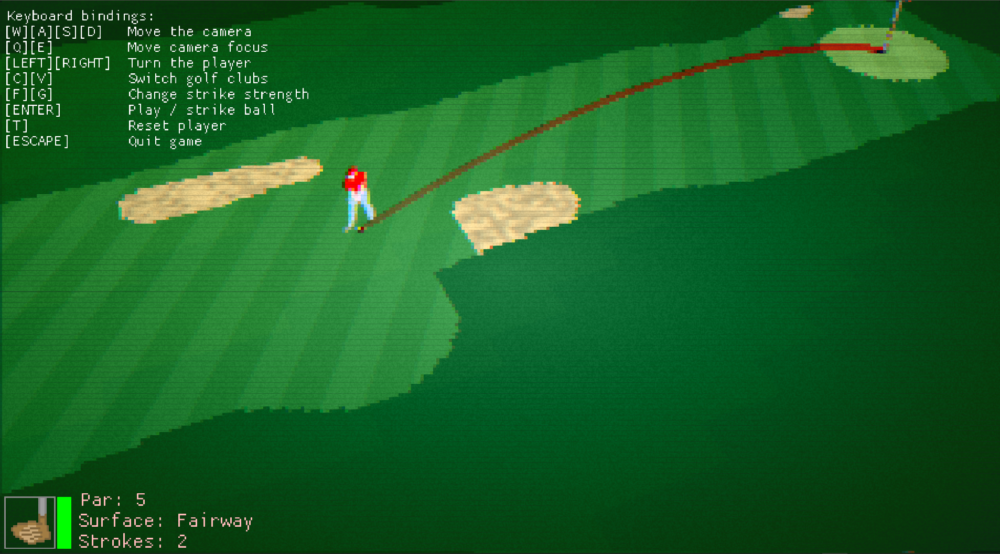 Keyboard bindings:
[W][A][S][D] Move the camera
[Q][E] Move camera focus
[LEFT][RIGHT] Turn the player
[C][V] Switch golf clubs
[F][G] Change strike strength
[ENTER] Play / strike ball
[T] Reset player
[ESCAPE] Quit game
Par: 5
Surface: Fairway
Strokes: 2